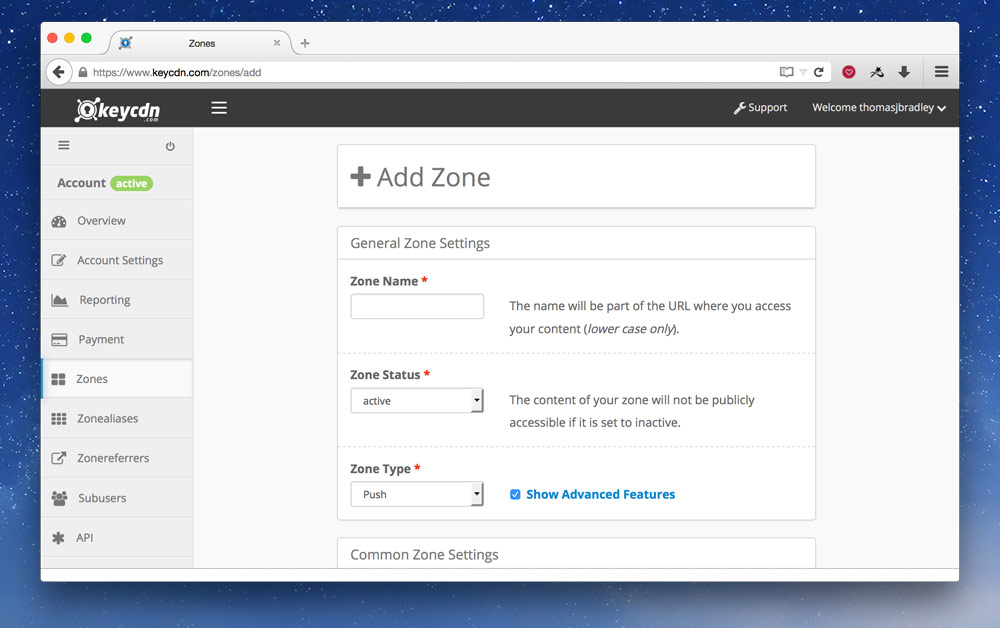 Zones
https://www.keycdn.com/zones/add
keycdn
.com
Support
Welcome thomasjbradley
Account active
Overview
Account Settings
Reporting
Payment
Zones
Zonealiases
Zonereferrers
Subusers
API
Add Zone
General Zone Settings
Zone Name *
The name will be part of the URL where you access
your content (lower case only).
Zone Status *
active
The content of your zone will not be publicly
accessible if it is set to inactive.
Zone Type *
Push
Show Advanced Features
Common Zone Settings